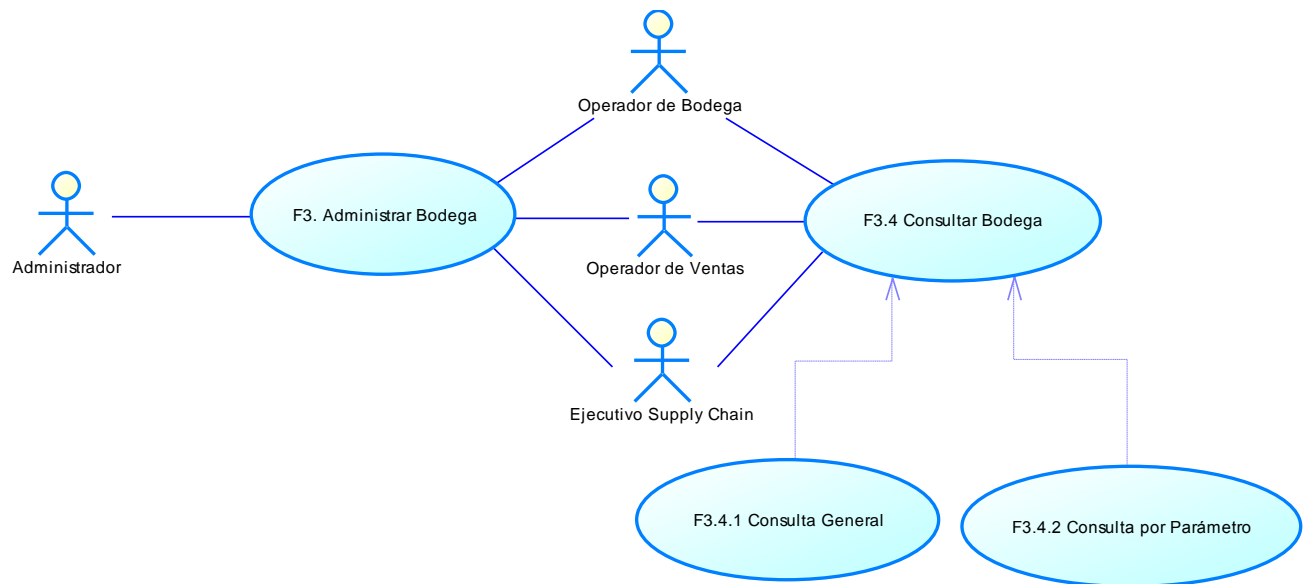 Operador de Bodega
F3. Administrar Bodega
F3.4 Consultar Bodega
Administrador
Operador de Ventas
Ejecutivo Supply Chain
F3.4.1 Consulta General
F3.4.2 Consulta por Parámetro